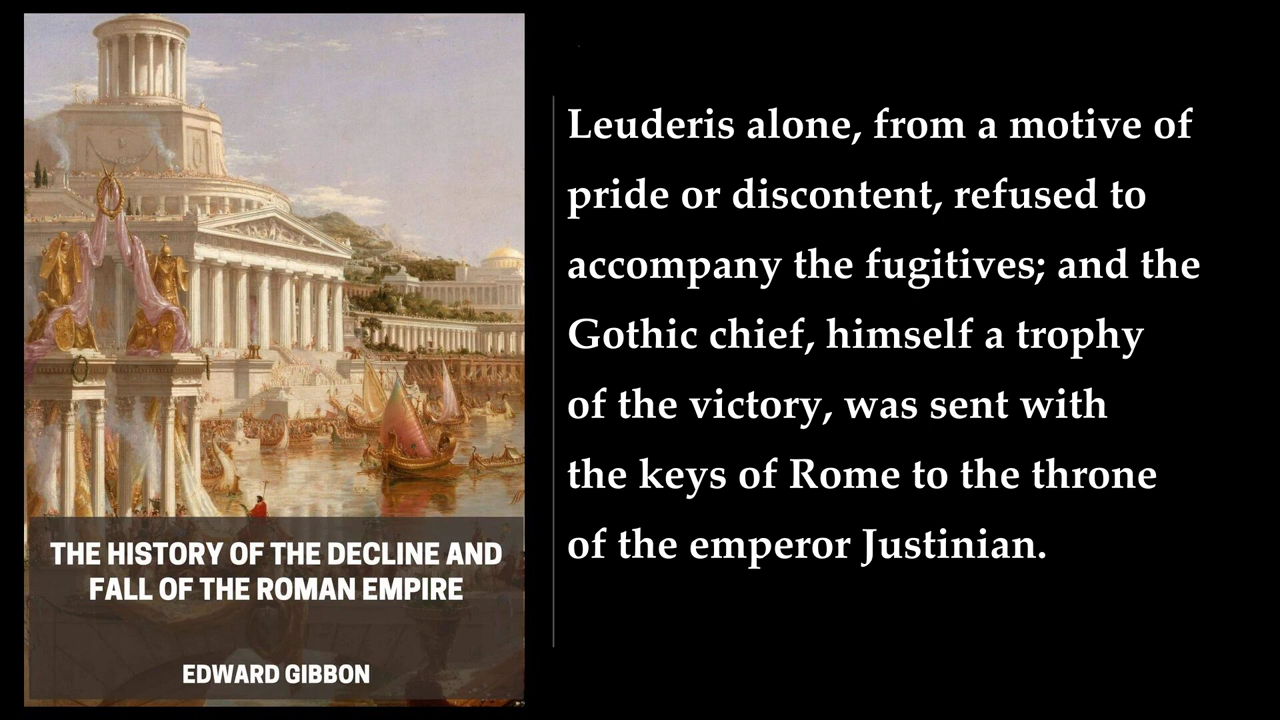 THE HISTORY OF THE DECLINE AND
FALL OF THE ROMAN EMPIRE
EDWARD GIBBON
Leuderis alone, from a motive of
pride or discontent, refused to
accompany the fugitives; and the
Gothic chief, himself a trophy
of the victory, was sent with
the keys of Rome to the throne
of the emperor Justinian.